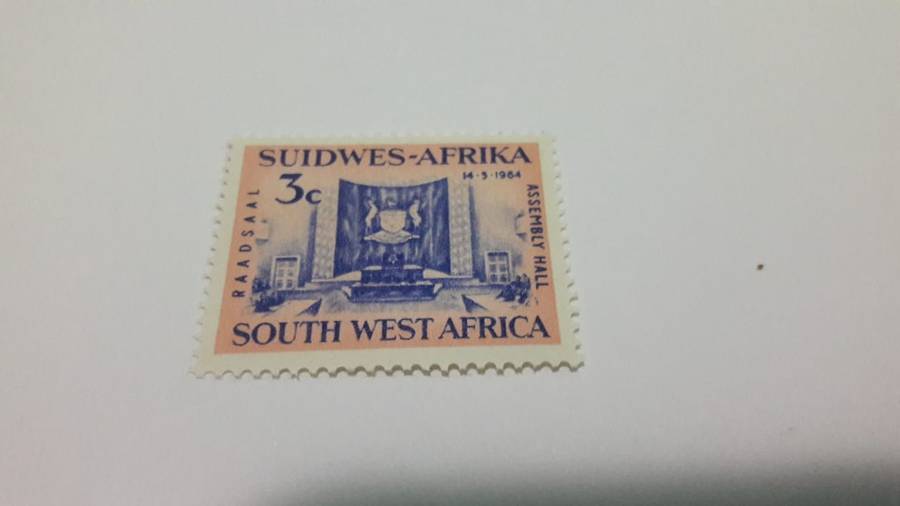 SUIDWES-AFRIKA
3c
14·5·1964
RAADSAAL
ASSEMBLY HALL
SOUTH WEST AFRICA